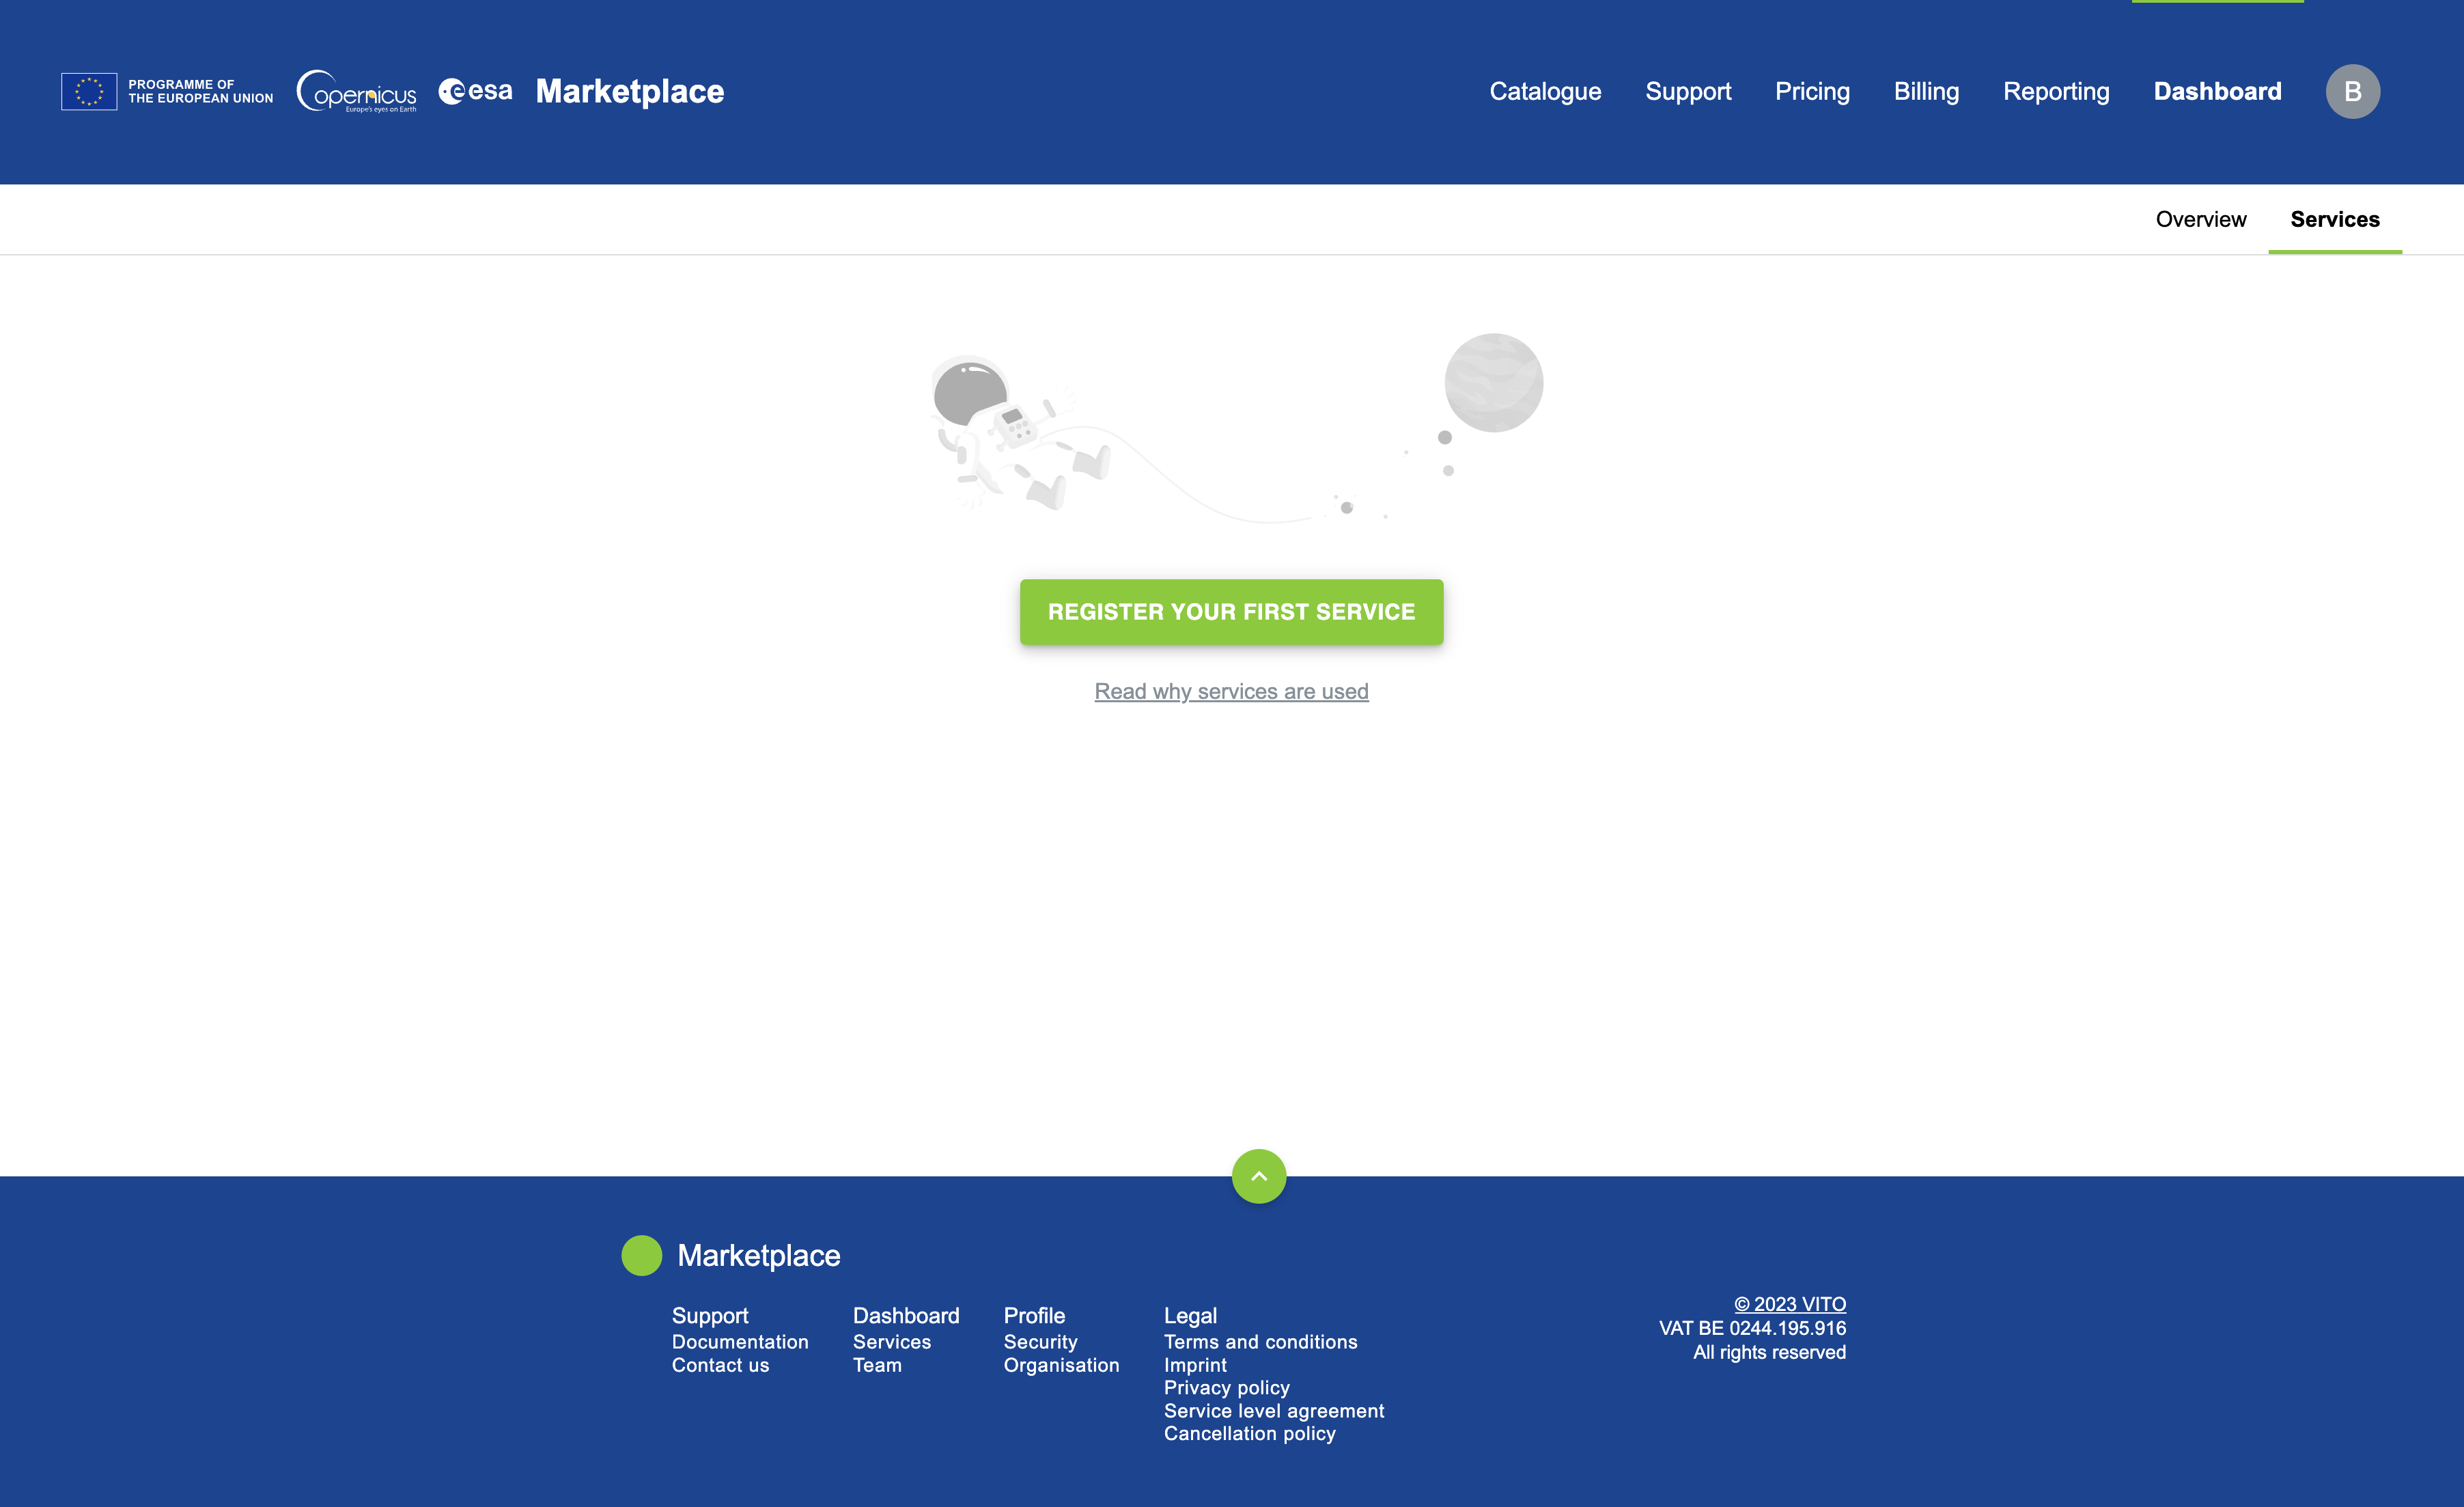 PROGRAMME OF
THE EUROPEAN UNION
opernicus
Europe's eyes on Earth
esa
Marketplace
Catalogue
Support
Pricing
Billing
Reporting
Dashboard
B
Overview
Services
REGISTER YOUR FIRST SERVICE
Read why services are used
Marketplace
Support
Documentation
Contact us
Dashboard
Services
Team
Profile
Security
Organisation
Legal
Terms and conditions
Imprint
Privacy policy
Service level agreement
Cancellation policy
© 2023 VITO
VAT BE 0244.195.916
All rights reserved